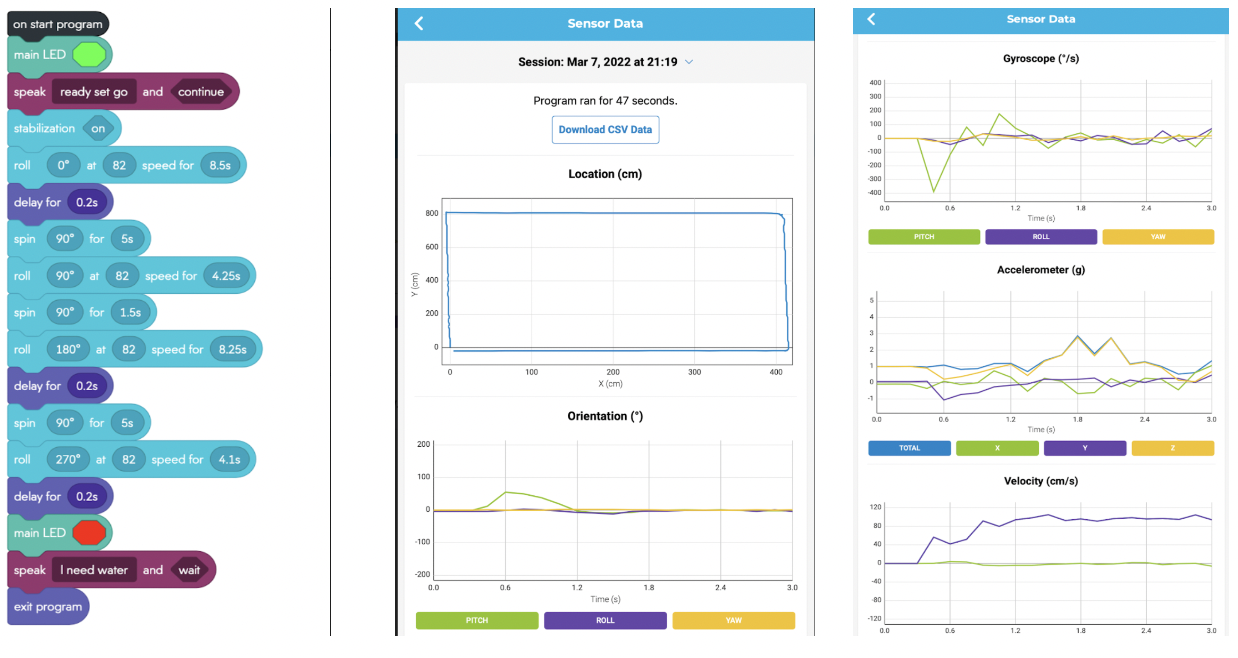 on start program
main LED
speak ready set go and continue
stabilization on
roll 0° at 82 speed for 8.5s
delay for 0.2s
spin 90° for 5s
roll 90° at 82 speed for 4.25s
spin 90° for 1.5s
roll 180° at 82 speed for 8.25s
delay for 0.2s
spin 90° for 5s
roll 270° at 82 speed for 4.1s
delay for 0.2s
main LED
speak I need water and wait
exit program
Sensor Data
Session: Mar 7, 2022 at 21:19
Program ran for 47 seconds.
Download CSV Data
Location (cm)
800
600
400
200
0
Y (cm)
0 100 200 300 400
X (cm)
Orientation (°)
200
100
0
-100
-200
0.0 0.6 1.2 1.8 2.4 3.0
Time (s)
PITCH ROLL YAW
Sensor Data
Gyroscope (°/s)
400
300
200
100
0
-100
-200
-300
-400
0.0 0.6 1.2 1.8 2.4 3.0
Time (s)
PITCH ROLL YAW
Accelerometer (g)
5
4
3
2
1
0
-1
0.0 0.6 1.2 1.8 2.4 3.0
Time (s)
TOTAL X Y Z
Velocity (cm/s)
120
80
40
0
-40
-80
-120
0.0 0.6 1.2 1.8 2.4 3.0